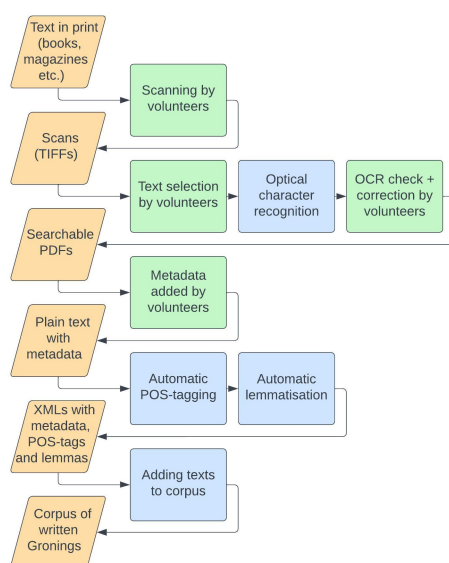 Text in print
(books,
magazines
etc.)
Scanning by
volunteers
Scans
(TIFFs)
Text selection
by volunteers
Optical
character
recognition
OCR check +
correction by
volunteers
Searchable
PDFs
Metadata
added by
volunteers
Plain text
with
metadata
Automatic
POS-tagging
Automatic
lemmatisation
XMLs with
metadata,
POS-tags
and lemmas
Adding texts
to corpus
Corpus of
written
Gronings